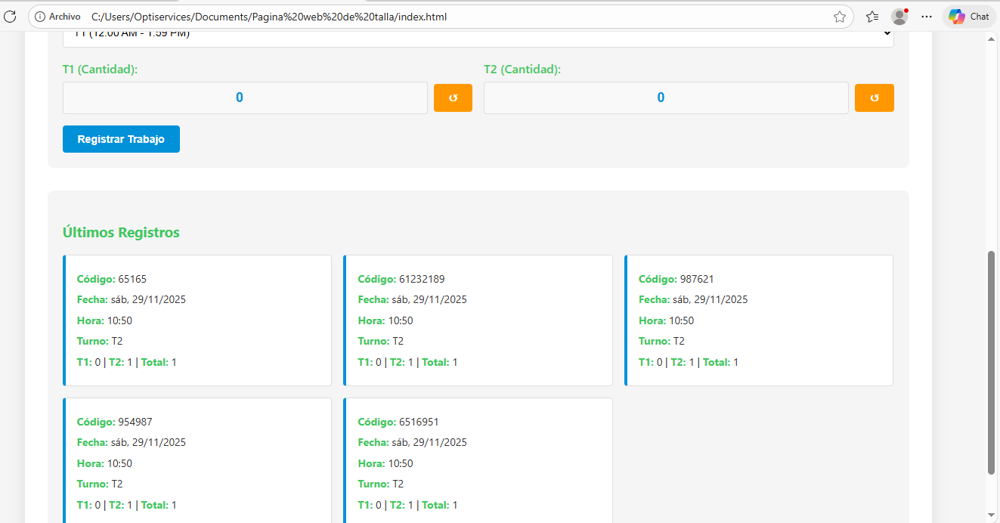 Archivo C:/Users/Optiservices/Documents/Pagina%20web%20de%20talla/index.html Chat
T1 (12:00 AM - 1:59 PM)
T1 (Cantidad): T2 (Cantidad):
0 ↺ 0 ↺
Registrar Trabajo
Últimos Registros
Código: 65165
Fecha: sáb, 29/11/2025
Hora: 10:50
Turno: T2
T1: 0 | T2: 1 | Total: 1
Código: 61232189
Fecha: sáb, 29/11/2025
Hora: 10:50
Turno: T2
T1: 0 | T2: 1 | Total: 1
Código: 987621
Fecha: sáb, 29/11/2025
Hora: 10:50
Turno: T2
T1: 0 | T2: 1 | Total: 1
Código: 954987
Fecha: sáb, 29/11/2025
Hora: 10:50
Turno: T2
T1: 0 | T2: 1 | Total: 1
Código: 6516951
Fecha: sáb, 29/11/2025
Hora: 10:50
Turno: T2
T1: 0 | T2: 1 | Total: 1